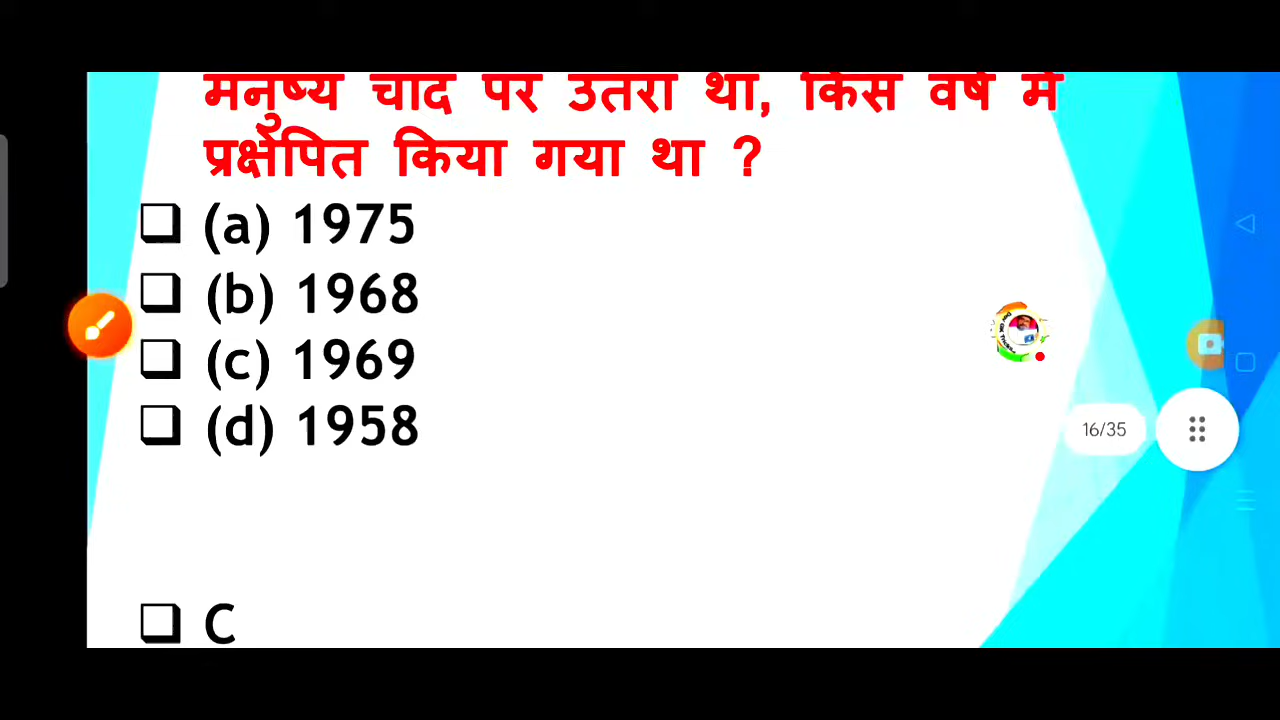 मनुष्य चाँद पर उतरा था, किस वर्ष में
प्रक्षेपित किया गया था ?
❑ (a) 1975
❑ (b) 1968
❑ (c) 1969
❑ (d) 1958
16/35
❑ C